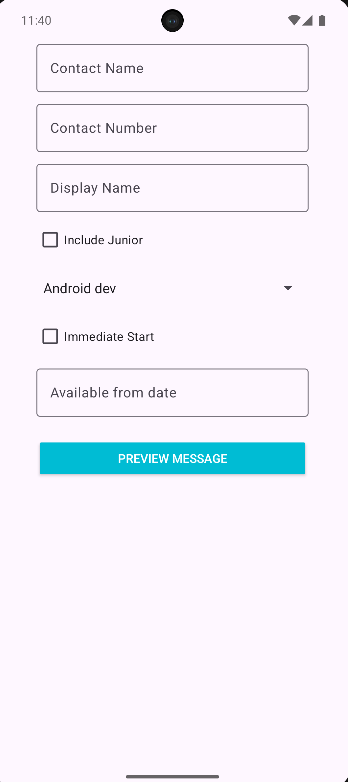 11:40
Contact Name
Contact Number
Display Name
Include Junior
Android dev
Immediate Start
Available from date
PREVIEW MESSAGE